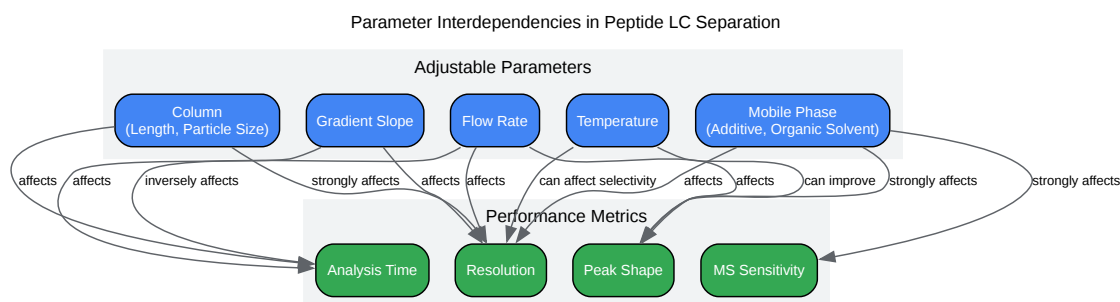 Parameter Interdependencies in Peptide LC Separation
Adjustable Parameters
Column
(Length, Particle Size)
Gradient Slope
Flow Rate
Temperature
Mobile Phase
(Additive, Organic Solvent)
affects
affects
inversely affects
strongly affects
affects
affects
can affect selectivity
affects
affects
can improve
strongly affects
strongly affects
Performance Metrics
Analysis Time
Resolution
Peak Shape
MS Sensitivity